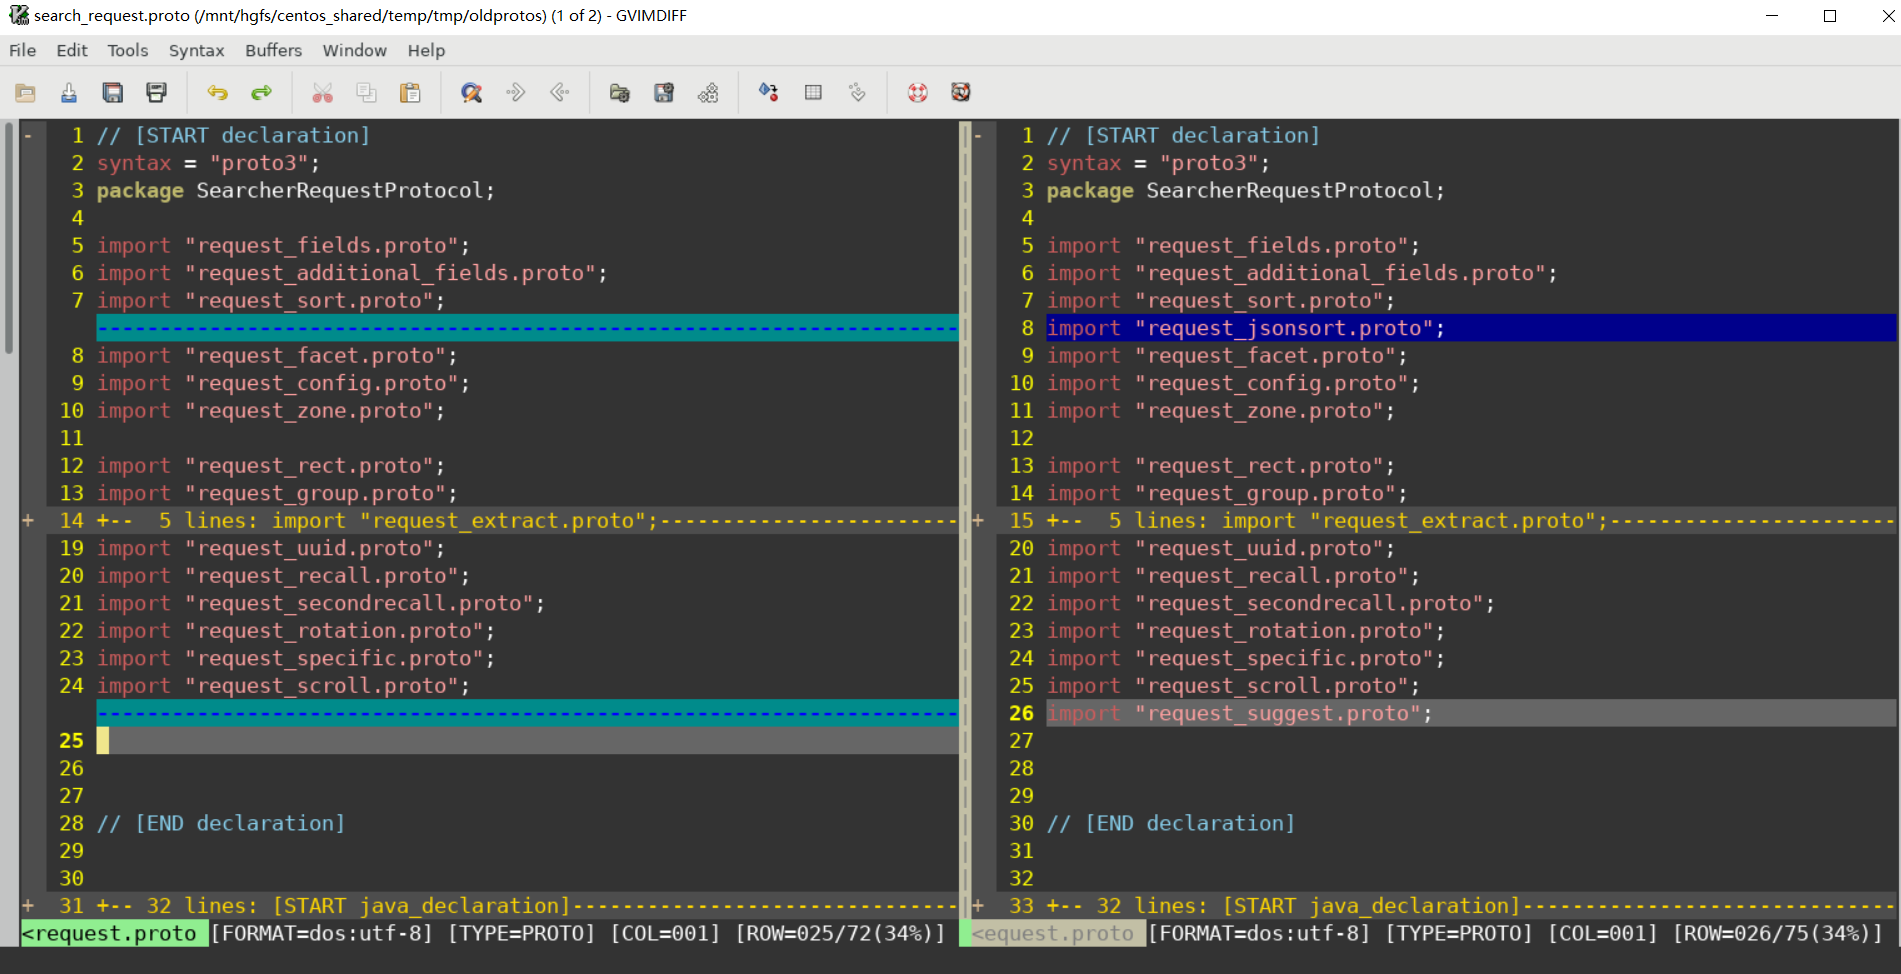 search_request.proto (/mnt/hgfs/centos_shared/temp/tmp/oldprotos) (1 of 2) - GVIMDIFF
File Edit Tools Syntax Buffers Window Help
- 1 // [START declaration]
2 syntax = "proto3";
3 package SearcherRequestProtocol;
4
5 import "request_fields.proto";
6 import "request_additional_fields.proto";
7 import "request_sort.proto";
---------------------------------------------------------------------
8 import "request_facet.proto";
9 import "request_config.proto";
10 import "request_zone.proto";
11
12 import "request_rect.proto";
13 import "request_group.proto";
+ 14 +--  5 lines: import "request_extract.proto";------------------------
19 import "request_uuid.proto";
20 import "request_recall.proto";
21 import "request_secondrecall.proto";
22 import "request_rotation.proto";
23 import "request_specific.proto";
24 import "request_scroll.proto";
---------------------------------------------------------------------
25
26
27
28 // [END declaration]
29
30
+ 31 +-- 32 lines: [START java_declaration]-------------------------------
<request.proto [FORMAT=dos:utf-8] [TYPE=PROTO] [COL=001] [ROW=025/72(34%)]
- 1 // [START declaration]
2 syntax = "proto3";
3 package SearcherRequestProtocol;
4
5 import "request_fields.proto";
6 import "request_additional_fields.proto";
7 import "request_sort.proto";
8 import "request_jsonsort.proto";
9 import "request_facet.proto";
10 import "request_config.proto";
11 import "request_zone.proto";
12
13 import "request_rect.proto";
14 import "request_group.proto";
+ 15 +--  5 lines: import "request_extract.proto";-----------------------
20 import "request_uuid.proto";
21 import "request_recall.proto";
22 import "request_secondrecall.proto";
23 import "request_rotation.proto";
24 import "request_specific.proto";
25 import "request_scroll.proto";
26 import "request_suggest.proto";
27
28
29
30 // [END declaration]
31
32
+ 33 +-- 32 lines: [START java_declaration]------------------------------
<equest.proto [FORMAT=dos:utf-8] [TYPE=PROTO] [COL=001] [ROW=026/75(34%)]